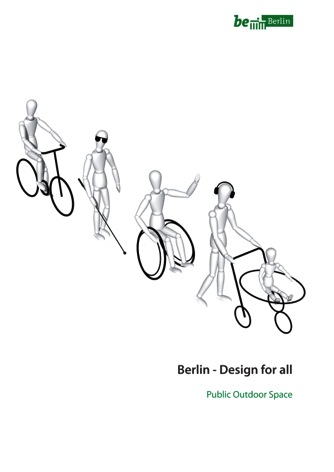 be Berlin
Berlin - Design for all
Public Outdoor Space